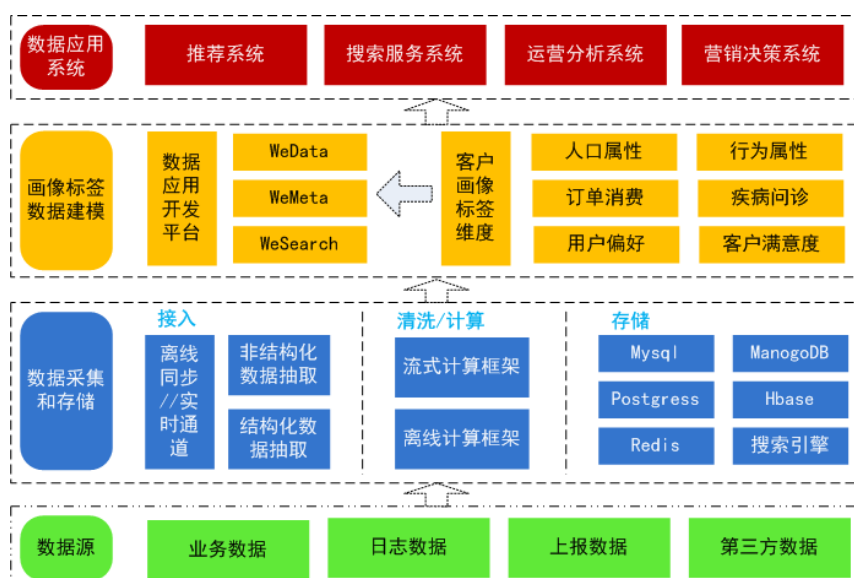 数据应用
系统
推荐系统
搜索服务系统
运营分析系统
营销决策系统
画像标签
数据建模
数据
应用
开发
平台
WeData
WeMeta
WeSearch
客户
画像
标签
维度
人口属性
行为属性
订单消费
疾病问诊
用户偏好
客户满意度
数据采集
和存储
接入
离线
同步
//实
时通
道
非结构化
数据抽取
结构化数
据抽取
清洗/计算
流式计算框架
离线计算框架
存储
Mysql
ManogoDB
Postgress
Hbase
Redis
搜索引擎
数据源
业务数据
日志数据
上报数据
第三方数据